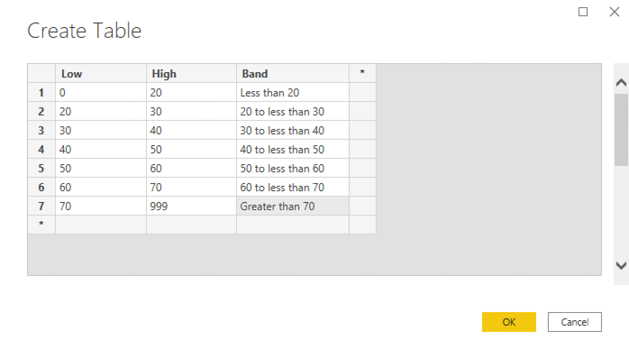 Create Table
Low High Band *
1 0 20 Less than 20
2 20 30 20 to less than 30
3 30 40 30 to less than 40
4 40 50 40 to less than 50
5 50 60 50 to less than 60
6 60 70 60 to less than 70
7 70 999 Greater than 70
*
OK Cancel